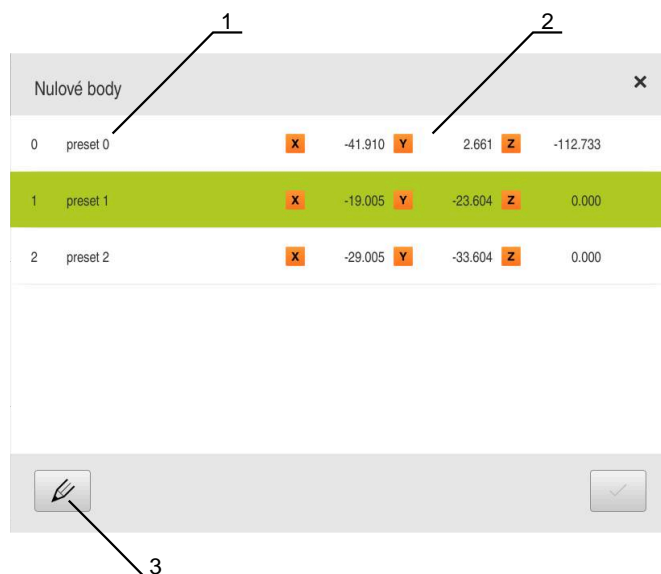 1 2
Nulové body ×
0 preset 0 X -41.910 Y 2.661 Z -112.733
1 preset 1 X -19.005 Y -23.604 Z 0.000
2 preset 2 X -29.005 Y -33.604 Z 0.000
3